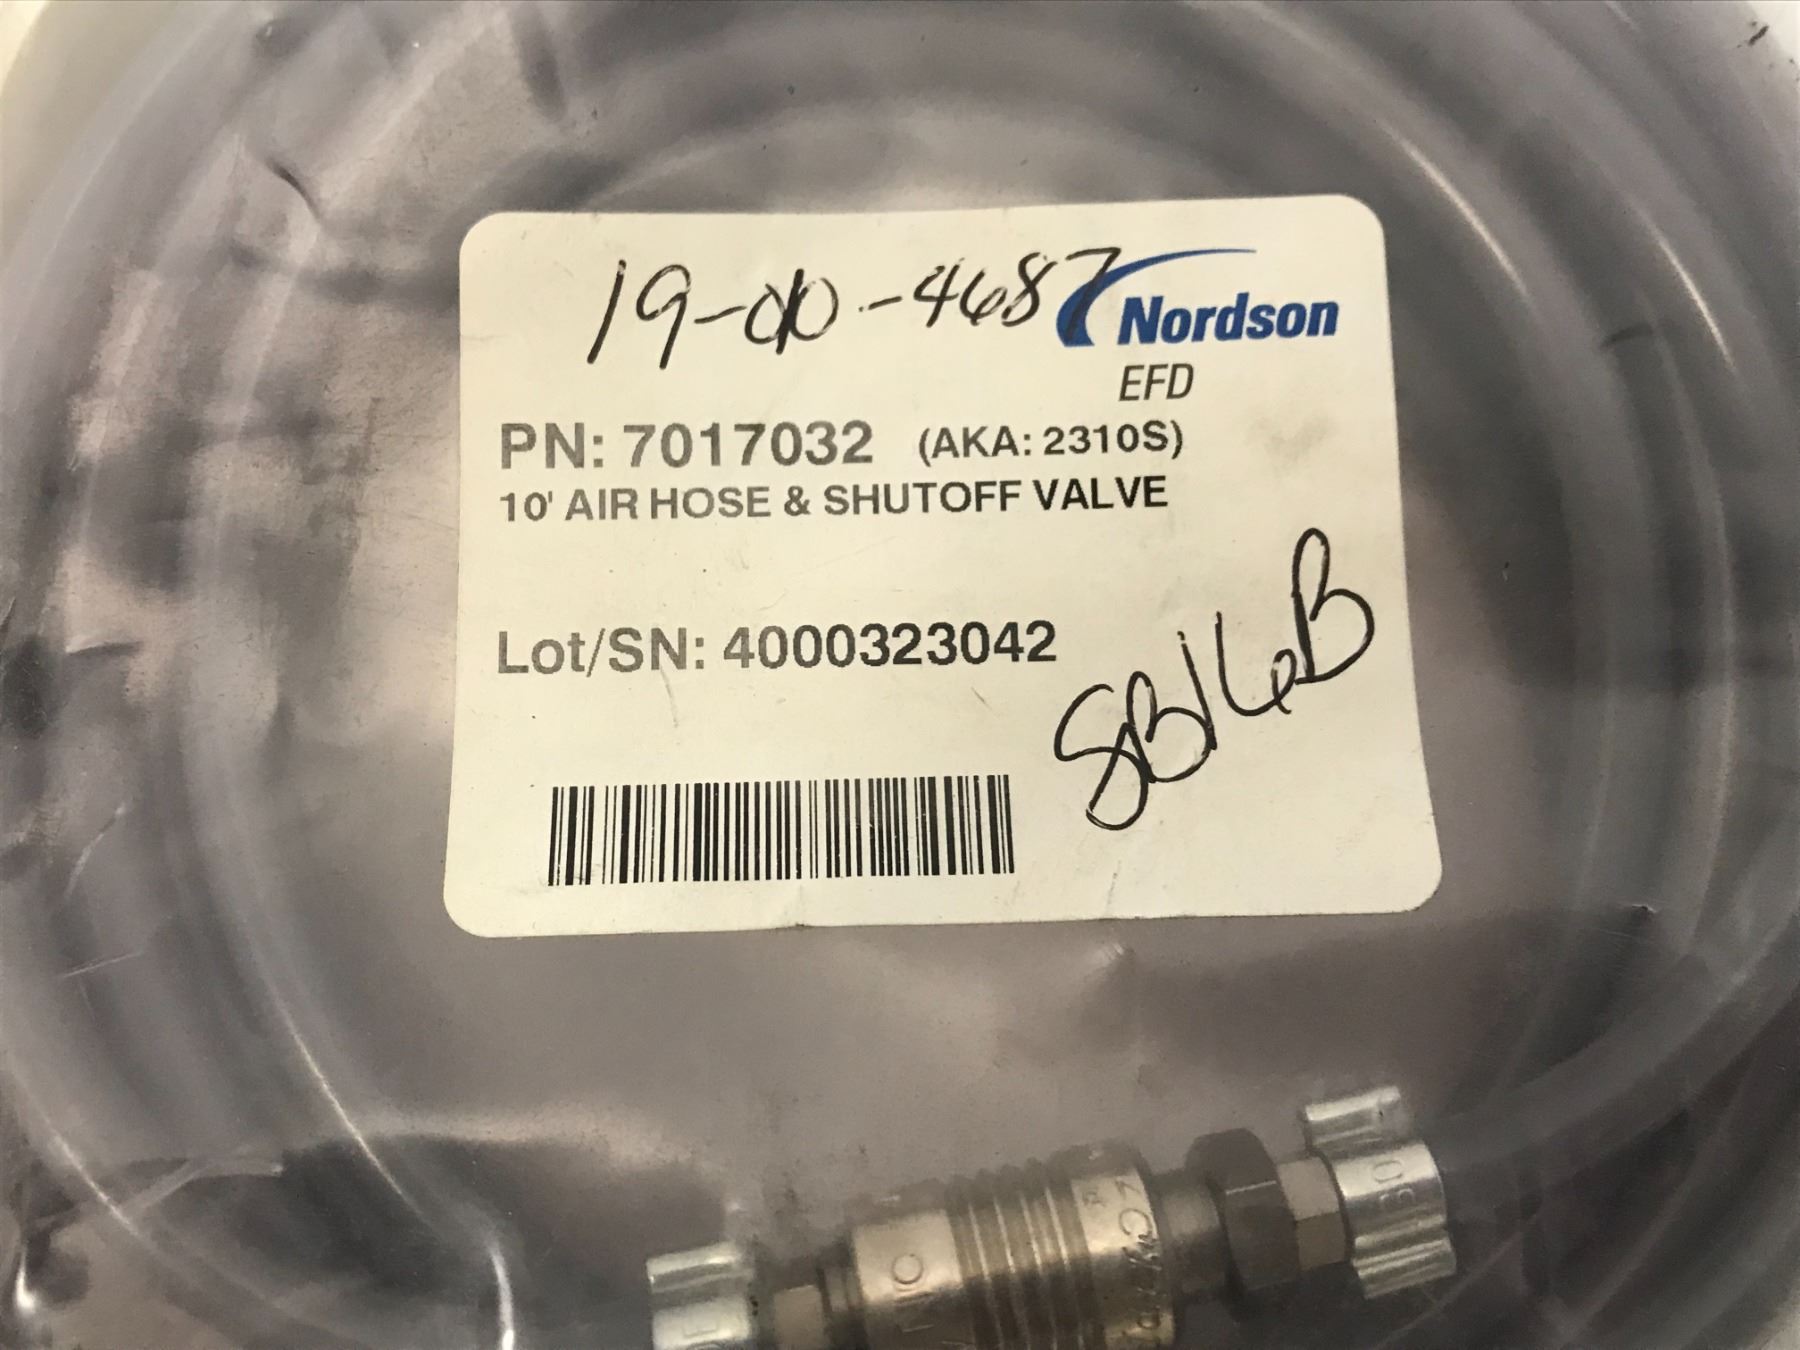 19-00-4687
Nordson
EFD
PN: 7017032 (AKA: 2310S)
10' AIR HOSE & SHUTOFF VALVE
Lot/SN: 4000323042
SB16B